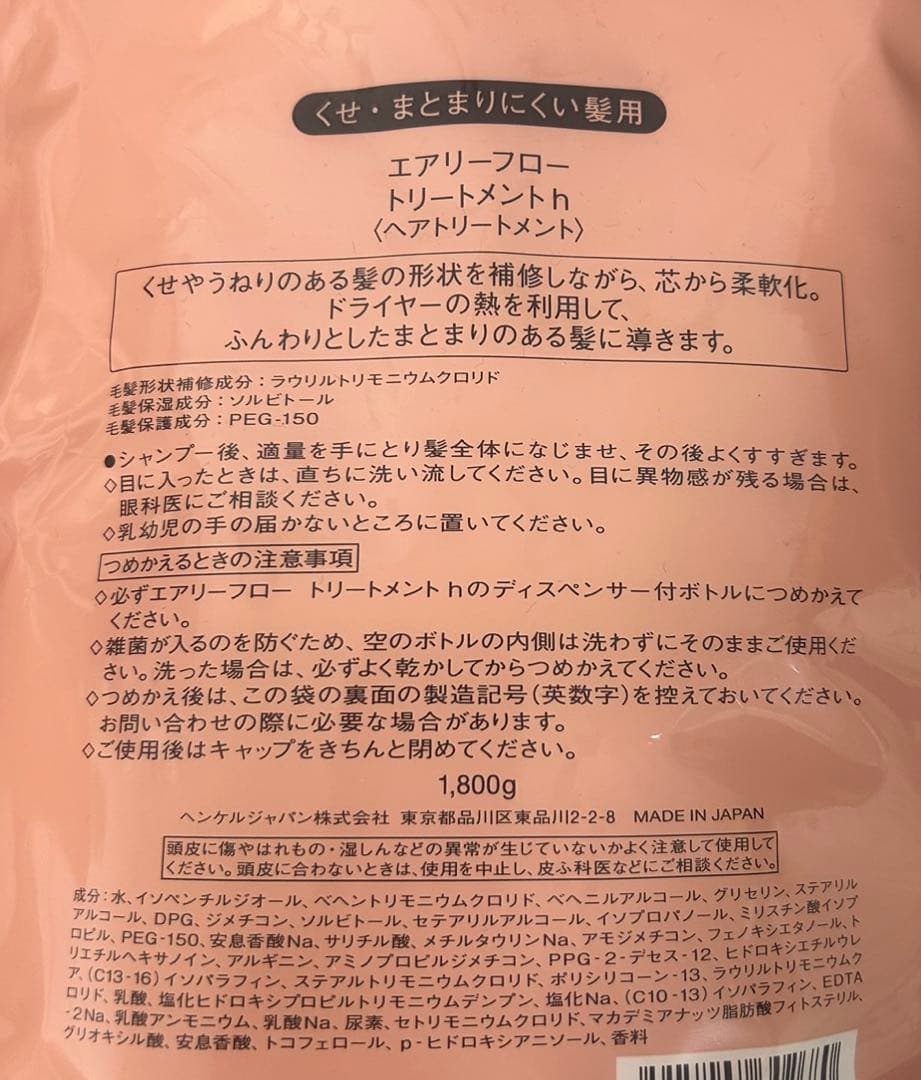 くせ・まとまりにくい髪用
エアリーフロー
トリートメントh
〈ヘアトリートメント〉
くせやうねりのある髪の形状を補修しながら、芯から柔軟化。
ドライヤーの熱を利用して、
ふんわりとしたまとまりのある髪に導きます。
毛髪形状補修成分：ラウリルトリモニウムクロリド
毛髪保湿成分：ソルビトール
毛髪保護成分：PEG-150
●シャンプー後、適量を手にとり髪全体になじませ、その後よくすすぎます。
◇目に入ったときは、直ちに洗い流してください。目に異物感が残る場合は、
眼科医にご相談ください。
◇乳幼児の手の届かないところに置いてください。
つめかえるときの注意事項
◇必ずエアリーフロー トリートメントhのディスペンサー付ボトルにつめかえて
ください。
◇雑菌が入るのを防ぐため、空のボトルの内側は洗わずにそのままご使用くだ
さい。洗った場合は、必ずよく乾かしてからつめかえてください。
◇つめかえ後は、この袋の裏面の製造記号(英数字)を控えておいてください。
お問い合わせの際に必要な場合があります。
◇ご使用後はキャップをきちんと閉めてください。
1,800g
ヘンケルジャパン株式会社 東京都品川区東品川2-2-8 MADE IN JAPAN
頭皮に傷やはれもの・湿しんなどの異常が生じていないかよく注意して使用して
ください。頭皮に合わないときは、使用を中止し、皮ふ科医などにご相談ください。
成分：水、イソペンチルジオール、ベヘントリモニウムクロリド、ベヘニルアルコール、グリセリン、ステアリル
アルコール、DPG、ジメチコン、ソルビトール、セテアリルアルコール、イソプロパノール、ミリスチン酸イソプ
ロピル、PEG-150、安息香酸Na、サリチル酸、メチルタウリンNa、アモジメチコン、フェノキシエタノール、ト
リエチルヘキサノイン、アルギニン、アミノプロピルジメチコン、PPG-2-デセス-12、ヒドロキシエチルウレ
ア、(C13-16)イソパラフィン、ステアルトリモニウムクロリド、ポリシリコーン-13、ラウリルトリモニウムク
ロリド、乳酸、塩化ヒドロキシプロピルトリモニウムデンプン、塩化Na、(C10-13)イソパラフィン、EDTA
-2Na、乳酸アンモニウム、乳酸Na、尿素、セトリモニウムクロリド、マカデミアナッツ脂肪酸フイトステリル、
グリオキシル酸、安息香酸、トコフェロール、p-ヒドロキシアニソール、香料